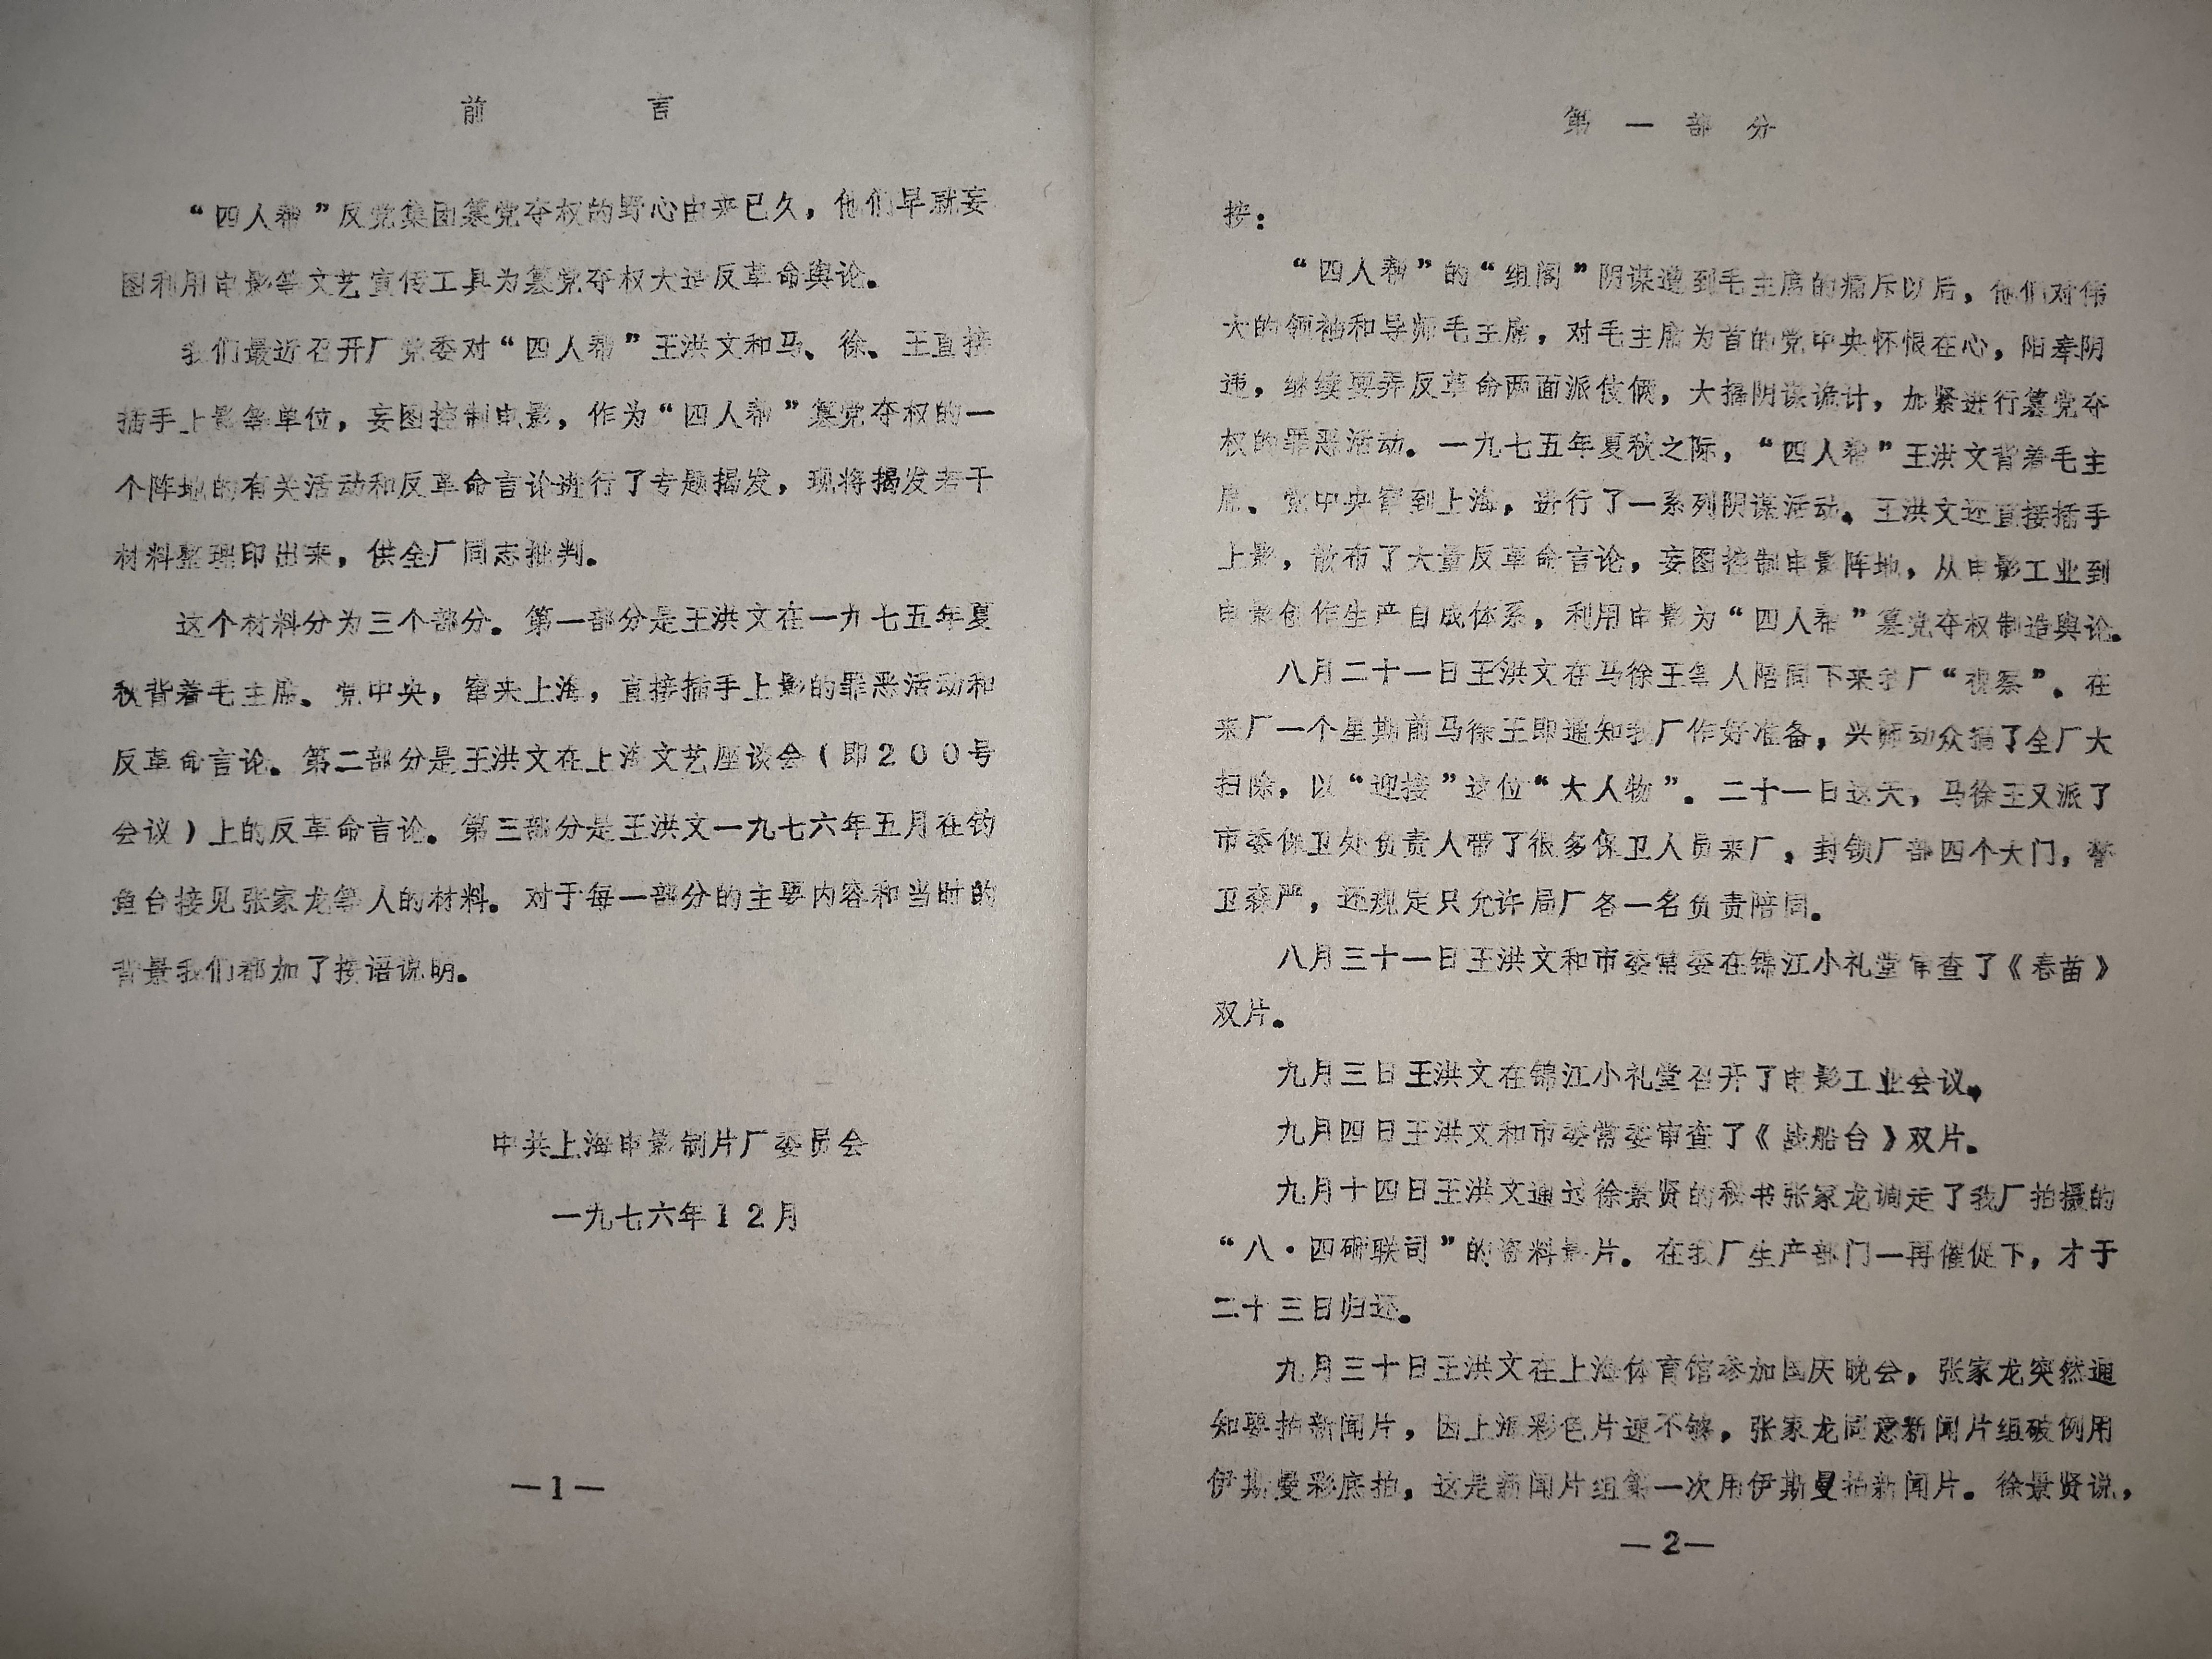 前 言
“四人帮”反党集团篡党夺权的野心由来已久，他们早就妄
图利用电影等文艺宣传工具为篡党夺权大造反革命舆论。
我们最近召开厂党委对“四人帮”王洪文和马、徐、王直接
插手上影等单位，妄图控制电影，作为“四人帮”篡党夺权的一
个阵地的有关活动和反革命言论进行了专题揭发，现将揭发若干
材料整理印出来，供全厂同志批判。
这个材料分为三个部分。第一部分是王洪文在一九七五年夏
秋背着毛主席、党中央，窜来上海，直接插手上影的罪恶活动和
反革命言论。第二部分是王洪文在上海文艺座谈会（即２００号
会议）上的反革命言论。第三部分是王洪文一九七六年五月在钓
鱼台接见张家龙等人的材料。对于每一部分的主要内容和当时的
背景我们都加了按语说明。
中共上海电影制片厂委员会
一九七六年１２月
—1—
第一部分
按：
“四人帮”的“组阁”阴谋遭到毛主席的痛斥以后，他们对伟
大的领袖和导师毛主席，对毛主席为首的党中央怀恨在心，阳奉阴
违，继续耍弄反革命两面派伎俩，大搞阴谋诡计，加紧进行篡党夺
权的罪恶活动。一九七五年夏秋之际，“四人帮”王洪文背着毛主
席、党中央窜到上海，进行了一系列阴谋活动。王洪文还直接插手
上影，散布了大量反革命言论，妄图控制电影阵地，从电影工业到
电影创作生产自成体系，利用电影为“四人帮”篡党夺权制造舆论。
八月二十一日王洪文在马徐王等人陪同下来我厂“视察”。在
来厂一个星期前马徐王即通知我厂作好准备，兴师动众搞了全厂大
扫除，以“迎接”这位“大人物”。二十一日这天，马徐王又派了
市委保卫处负责人带了很多保卫人员来厂，封锁厂部四个大门，警
卫森严，还规定只允许局厂各一名负责陪同。
八月三十一日王洪文和市委常委在锦江小礼堂审查了《春苗》
双片。
九月三日王洪文在锦江小礼堂召开了电影工业会议。
九月四日王洪文和市委常委审查了《战船台》双片。
九月十四日王洪文通过徐景贤的秘书张家龙调走了我厂拍摄的
“八·四砸联司”的资料影片。在我厂生产部门一再催促下，才于
二十三日归还。
九月三十日王洪文在上海体育馆参加国庆晚会，张家龙突然通
知要拍新闻片，因上海彩色片速不够，张家龙同意新闻片组破例用
伊斯曼彩底拍，这是新闻片组第一次用伊斯曼拍新闻片。徐景贤说，
—2—